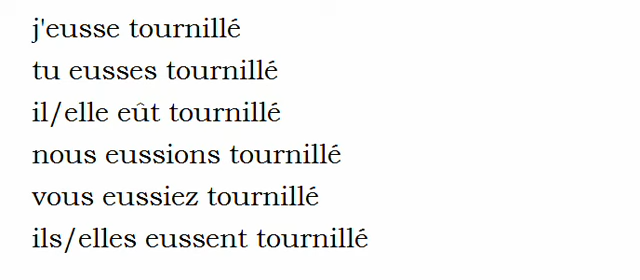 j'eusse tournillé
tu eusses tournillé
il/elle eût tournillé
nous eussions tournillé
vous eussiez tournillé
ils/elles eussent tournillé